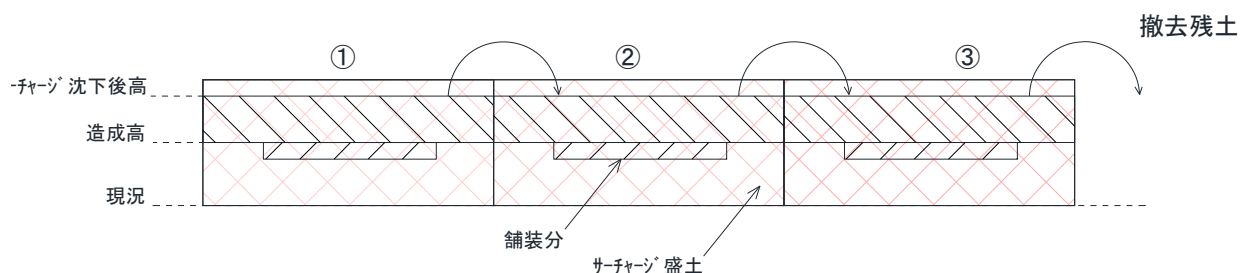 撤去残土
①
②
③
-ﾁｬｰｼﾞ沈下後高
造成高
現況
舗装分
ｻｰﾁｬｰｼﾞ盛土